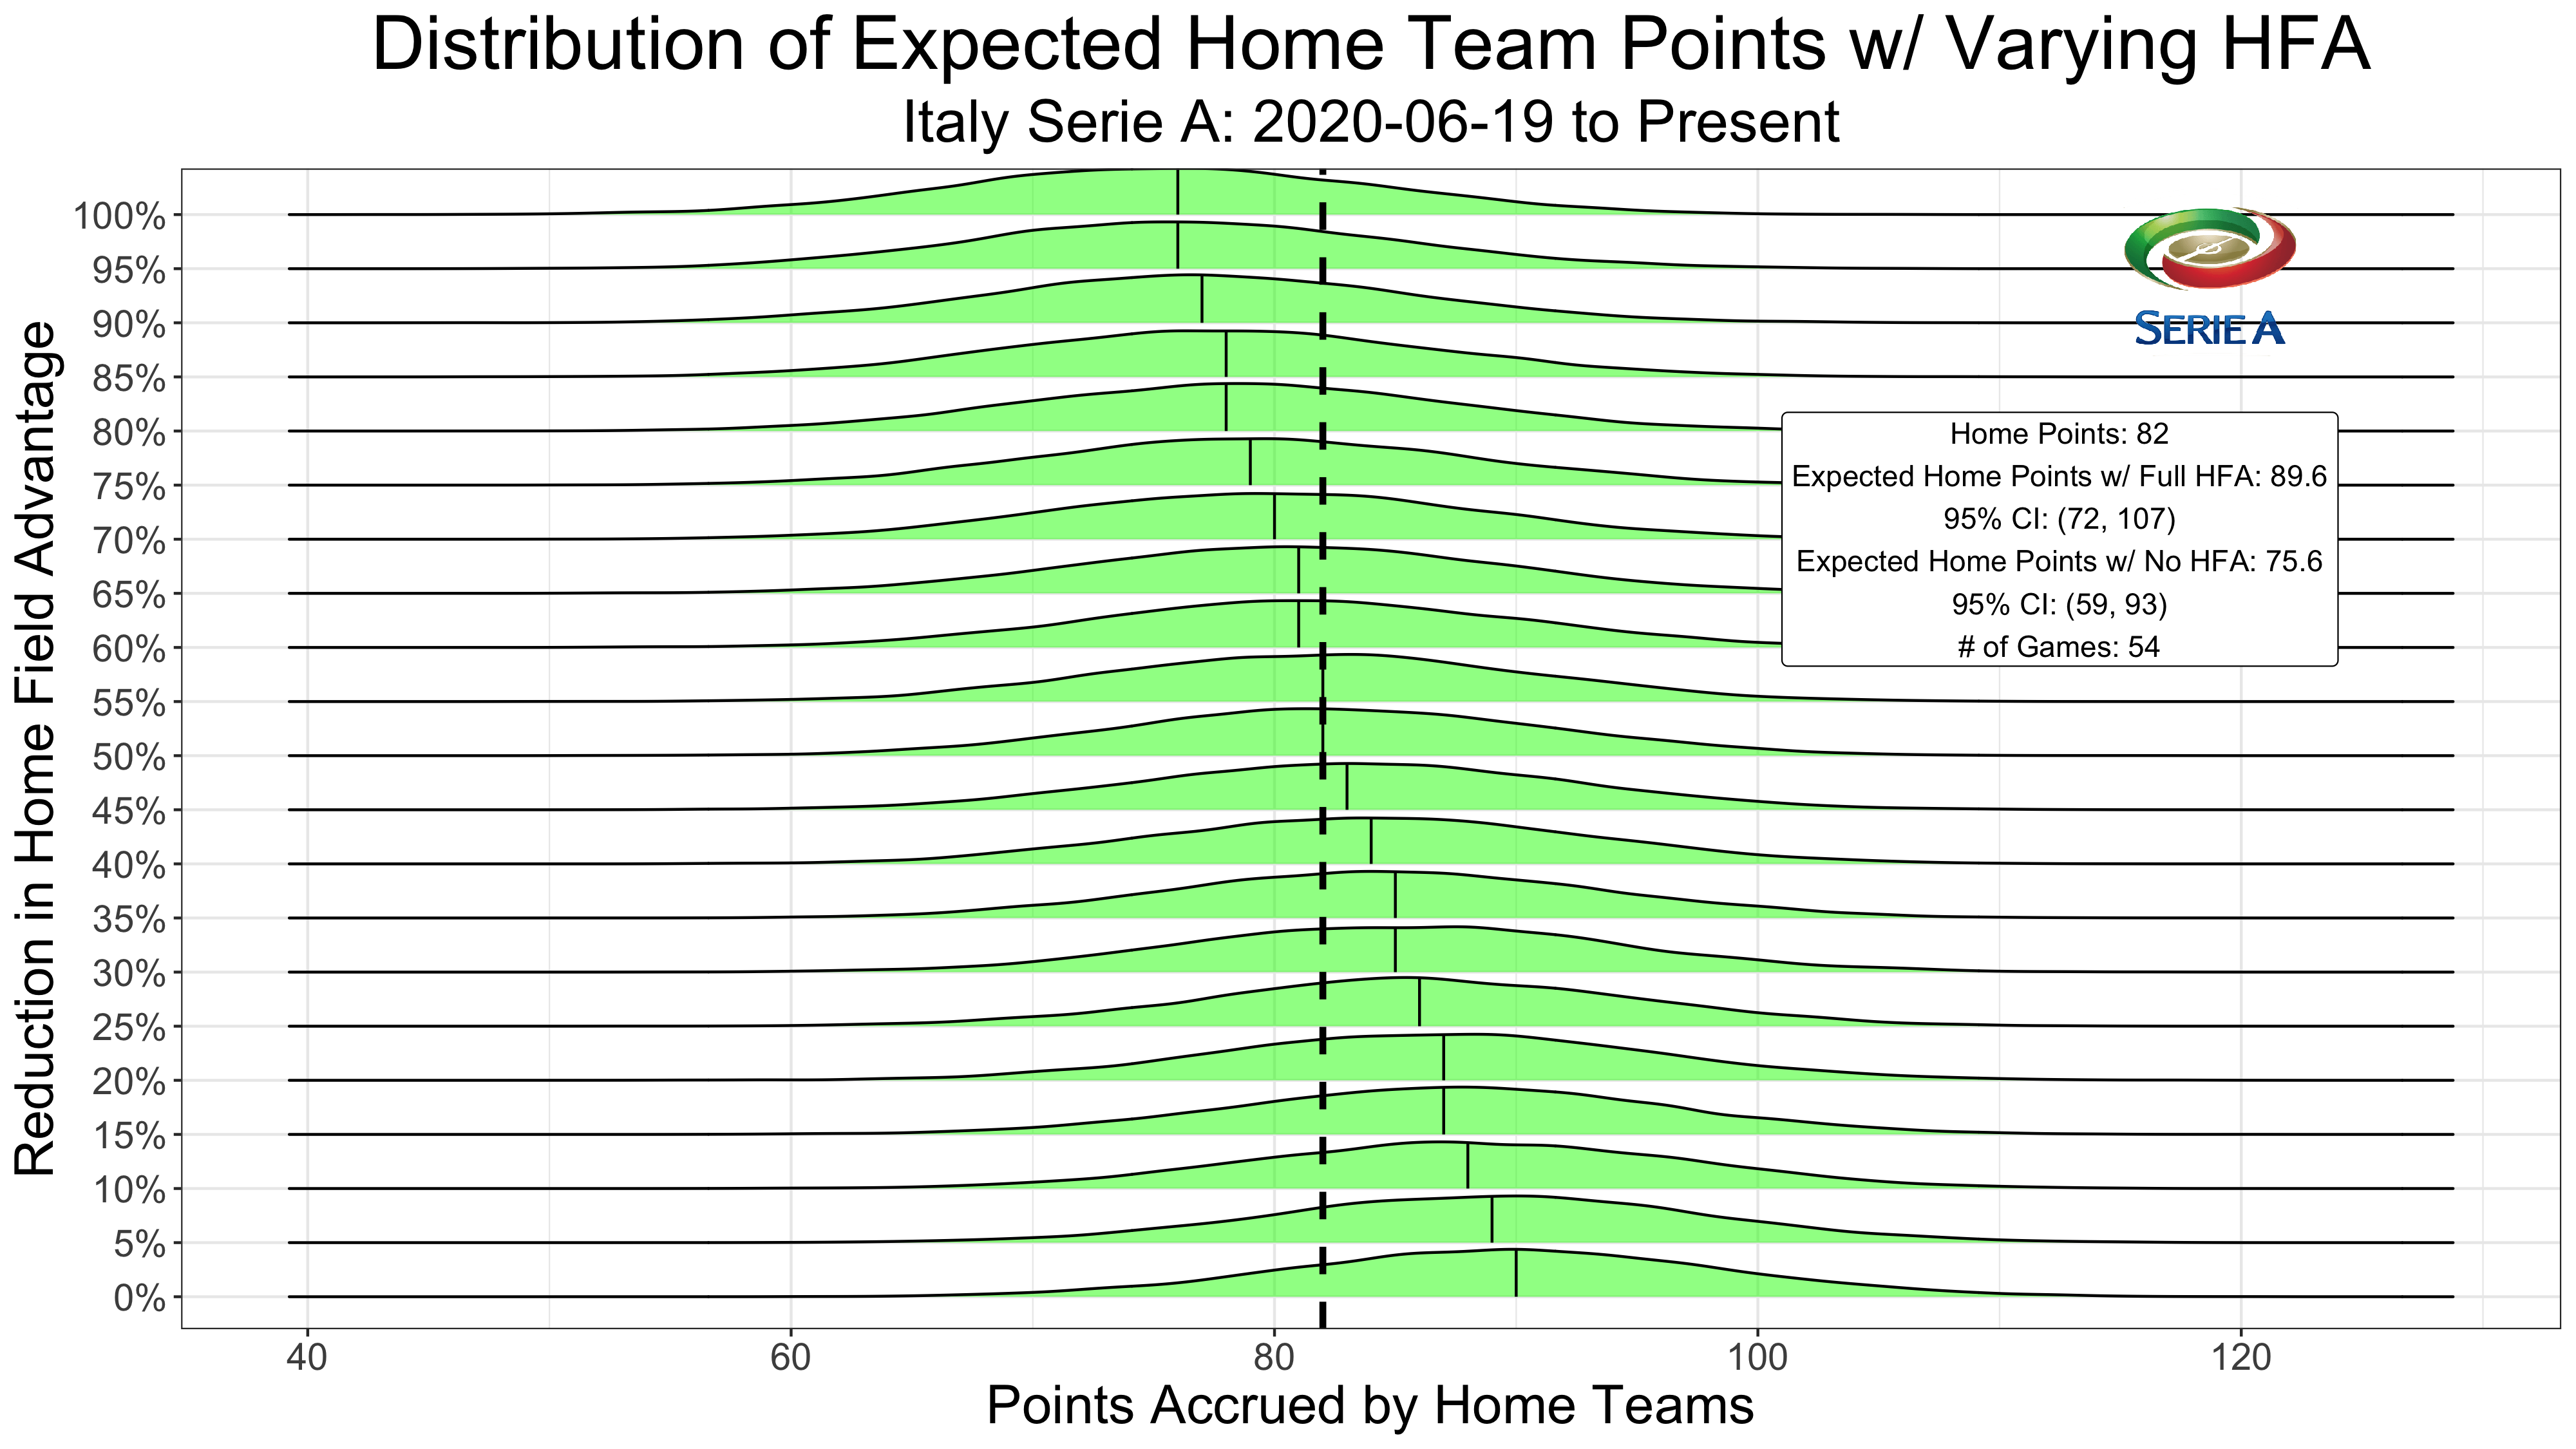 Distribution of Expected Home Team Points w/ Varying HFA
Italy Serie A: 2020-06-19 to Present
Reduction in Home Field Advantage
100%
95%
90%
85%
80%
75%
70%
65%
60%
55%
50%
45%
40%
35%
30%
25%
20%
15%
10%
5%
0%
SERIE A
Home Points: 82
Expected Home Points w/ Full HFA: 89.6
95% CI: (72, 107)
Expected Home Points w/ No HFA: 75.6
95% CI: (59, 93)
# of Games: 54
40 60 80 100 120
Points Accrued by Home Teams